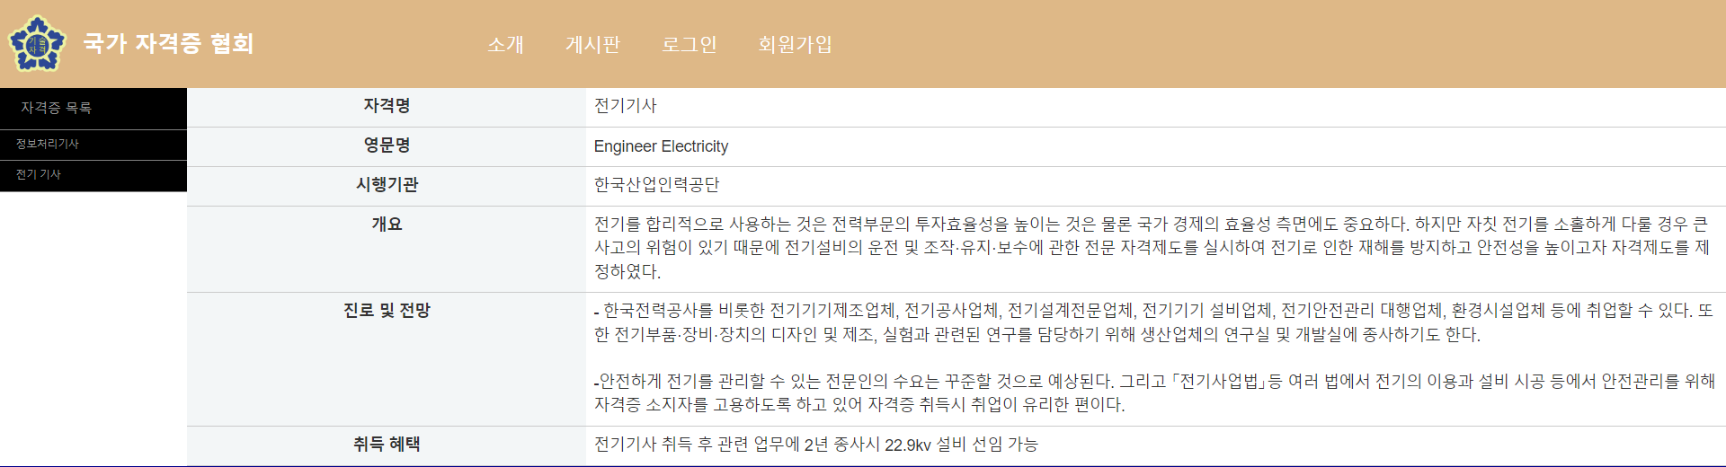 기 술
자 격
국가 자격증 협회
소개 게시판 로그인 회원가입
자격증 목록
정보처리기사
전기 기사
자격명 전기기사
영문명 Engineer Electricity
시행기관 한국산업인력공단
개요 전기를 합리적으로 사용하는 것은 전력부문의 투자효율성을 높이는 것은 물론 국가 경제의 효율성 측면에도 중요하다. 하지만 자칫 전기를 소홀하게 다룰 경우 큰
사고의 위험이 있기 때문에 전기설비의 운전 및 조작·유지·보수에 관한 전문 자격제도를 실시하여 전기로 인한 재해를 방지하고 안전성을 높이고자 자격제도를 제
정하였다.
진로 및 전망 - 한국전력공사를 비롯한 전기기기제조업체, 전기공사업체, 전기설계전문업체, 전기기기 설비업체, 전기안전관리 대행업체, 환경시설업체 등에 취업할 수 있다. 또
한 전기부품·장비·장치의 디자인 및 제조, 실험과 관련된 연구를 담당하기 위해 생산업체의 연구실 및 개발실에 종사하기도 한다.
-안전하게 전기를 관리할 수 있는 전문인의 수요는 꾸준할 것으로 예상된다. 그리고 「전기사업법」등 여러 법에서 전기의 이용과 설비 시공 등에서 안전관리를 위해
자격증 소지자를 고용하도록 하고 있어 자격증 취득시 취업이 유리한 편이다.
취득 혜택 전기기사 취득 후 관련 업무에 2년 종사시 22.9kv 설비 선임 가능